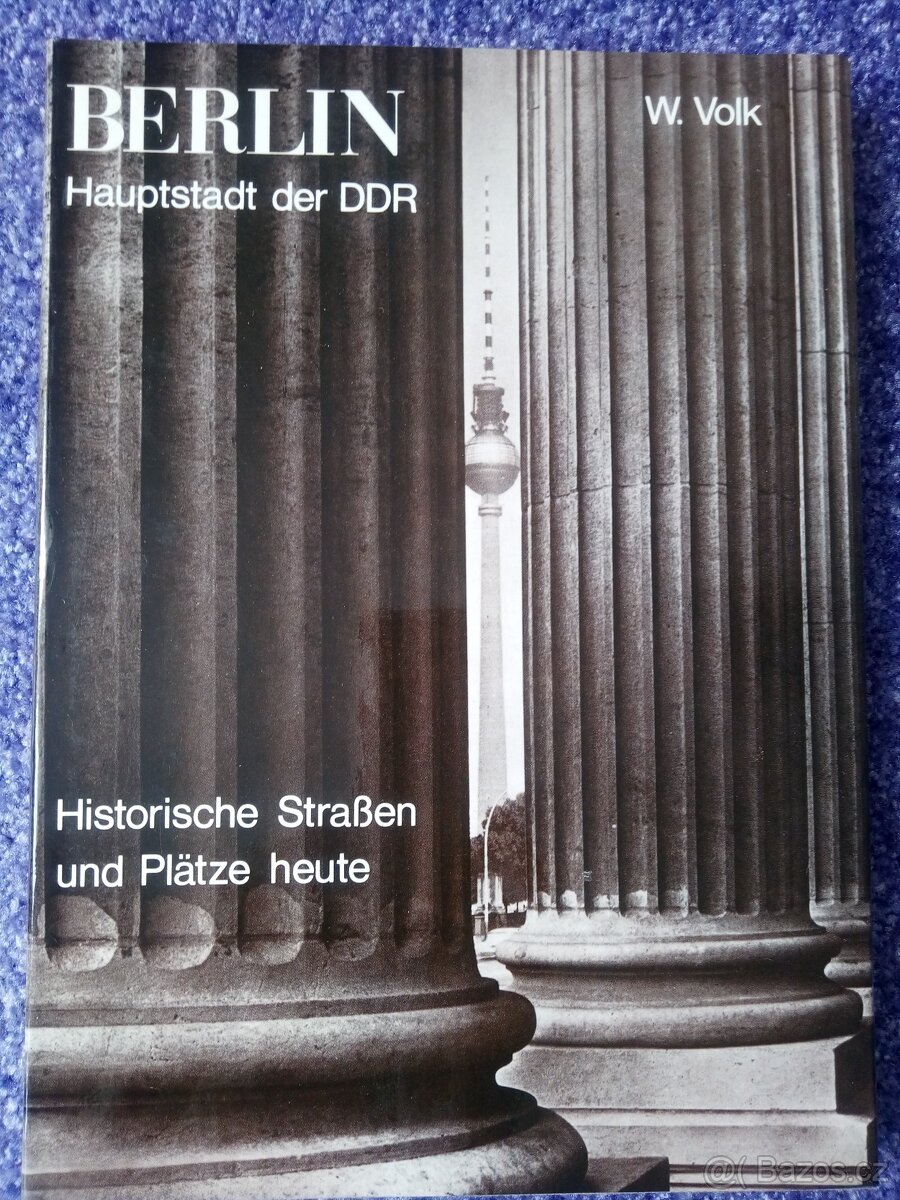 BERLIN
Hauptstadt der DDR
W. Volk
Historische Straßen
und Plätze heute
@( Bazos.cz